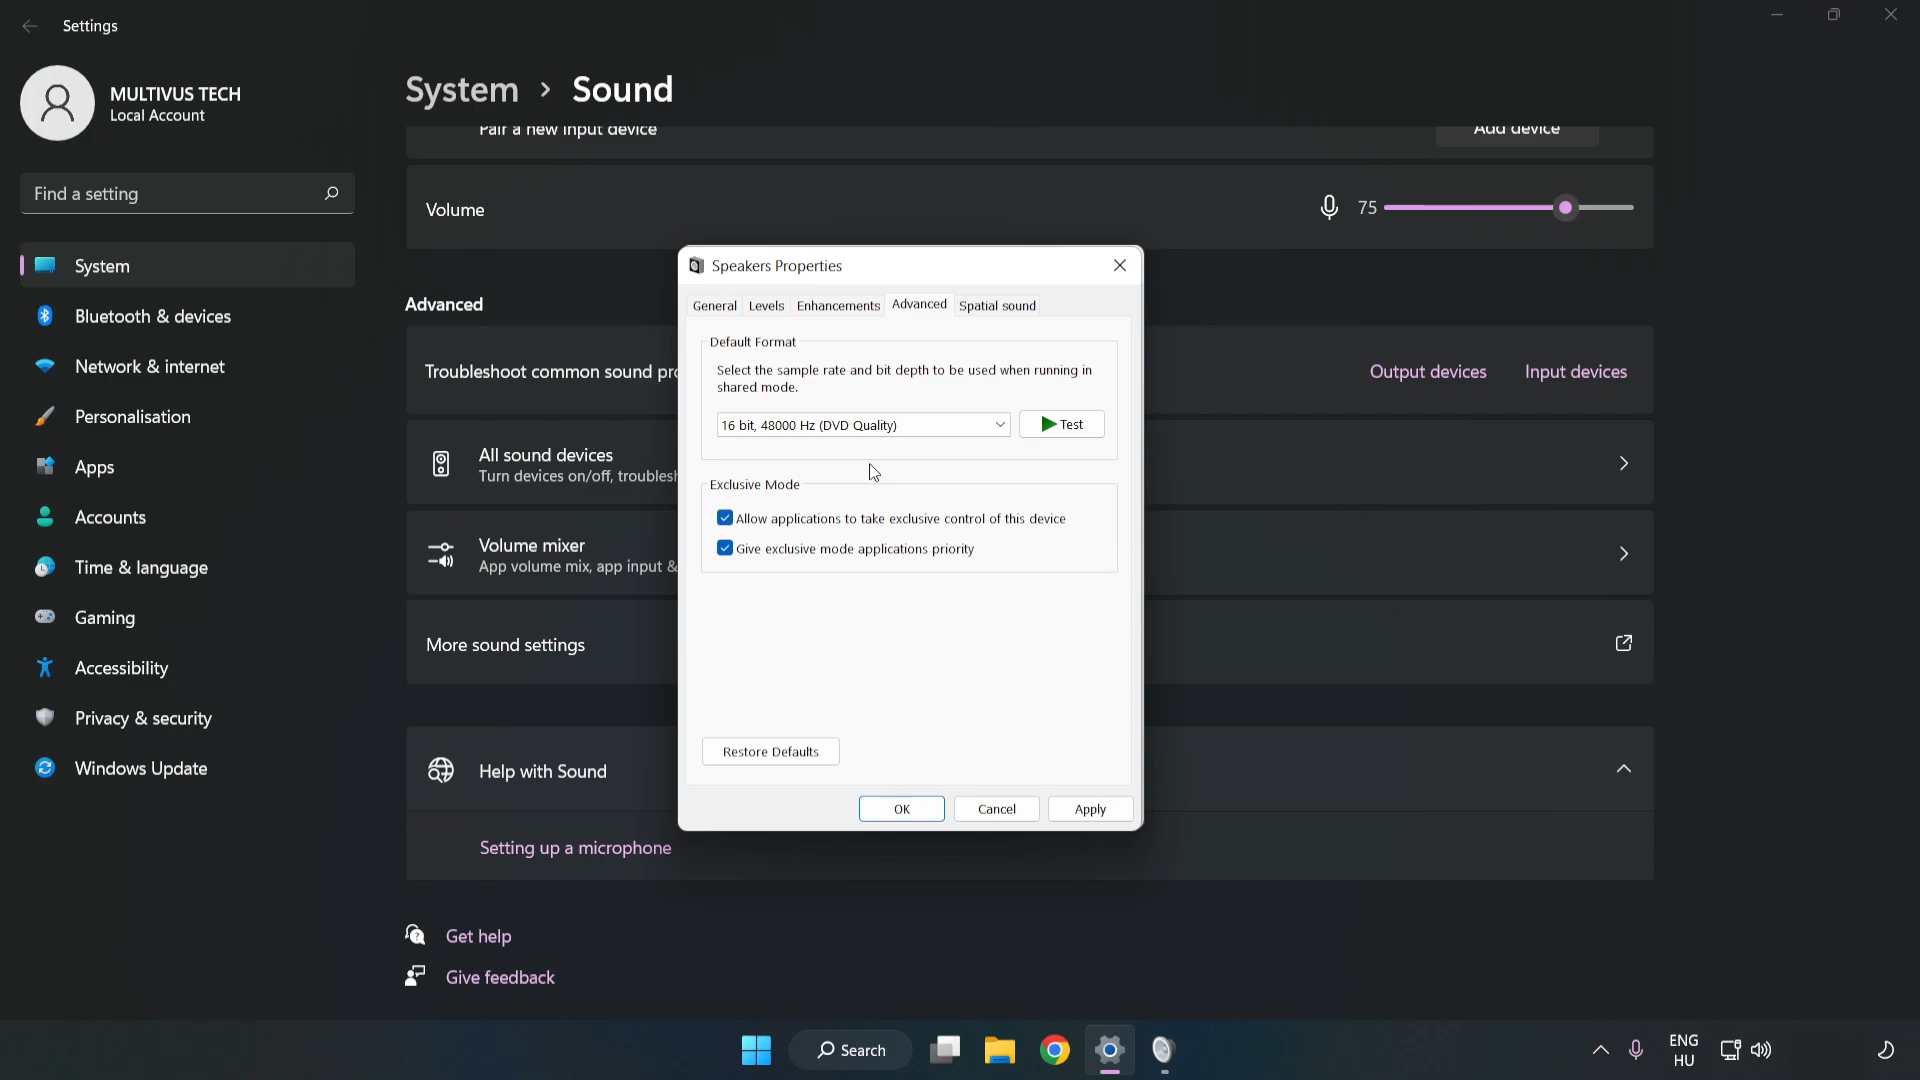 Settings
MULTIVUS TECH
Local Account
Find a setting
System
Bluetooth & devices
Network & internet
Personalisation
Apps
Accounts
Time & language
Gaming
Accessibility
Privacy & security
Windows Update
System > Sound
Pair a new input device
Add device
Volume
75
Advanced
Troubleshoot common sound pro
Output devices
Input devices
All sound devices
Turn devices on/off, troublesh
Volume mixer
App volume mix, app input &
More sound settings
Help with Sound
Setting up a microphone
Get help
Give feedback
Speakers Properties
General
Levels
Enhancements
Advanced
Spatial sound
Default Format
Select the sample rate and bit depth to be used when running in
shared mode.
16 bit, 48000 Hz (DVD Quality)
Test
Exclusive Mode
Allow applications to take exclusive control of this device
Give exclusive mode applications priority
Restore Defaults
OK
Cancel
Apply
Search
ENG
HU